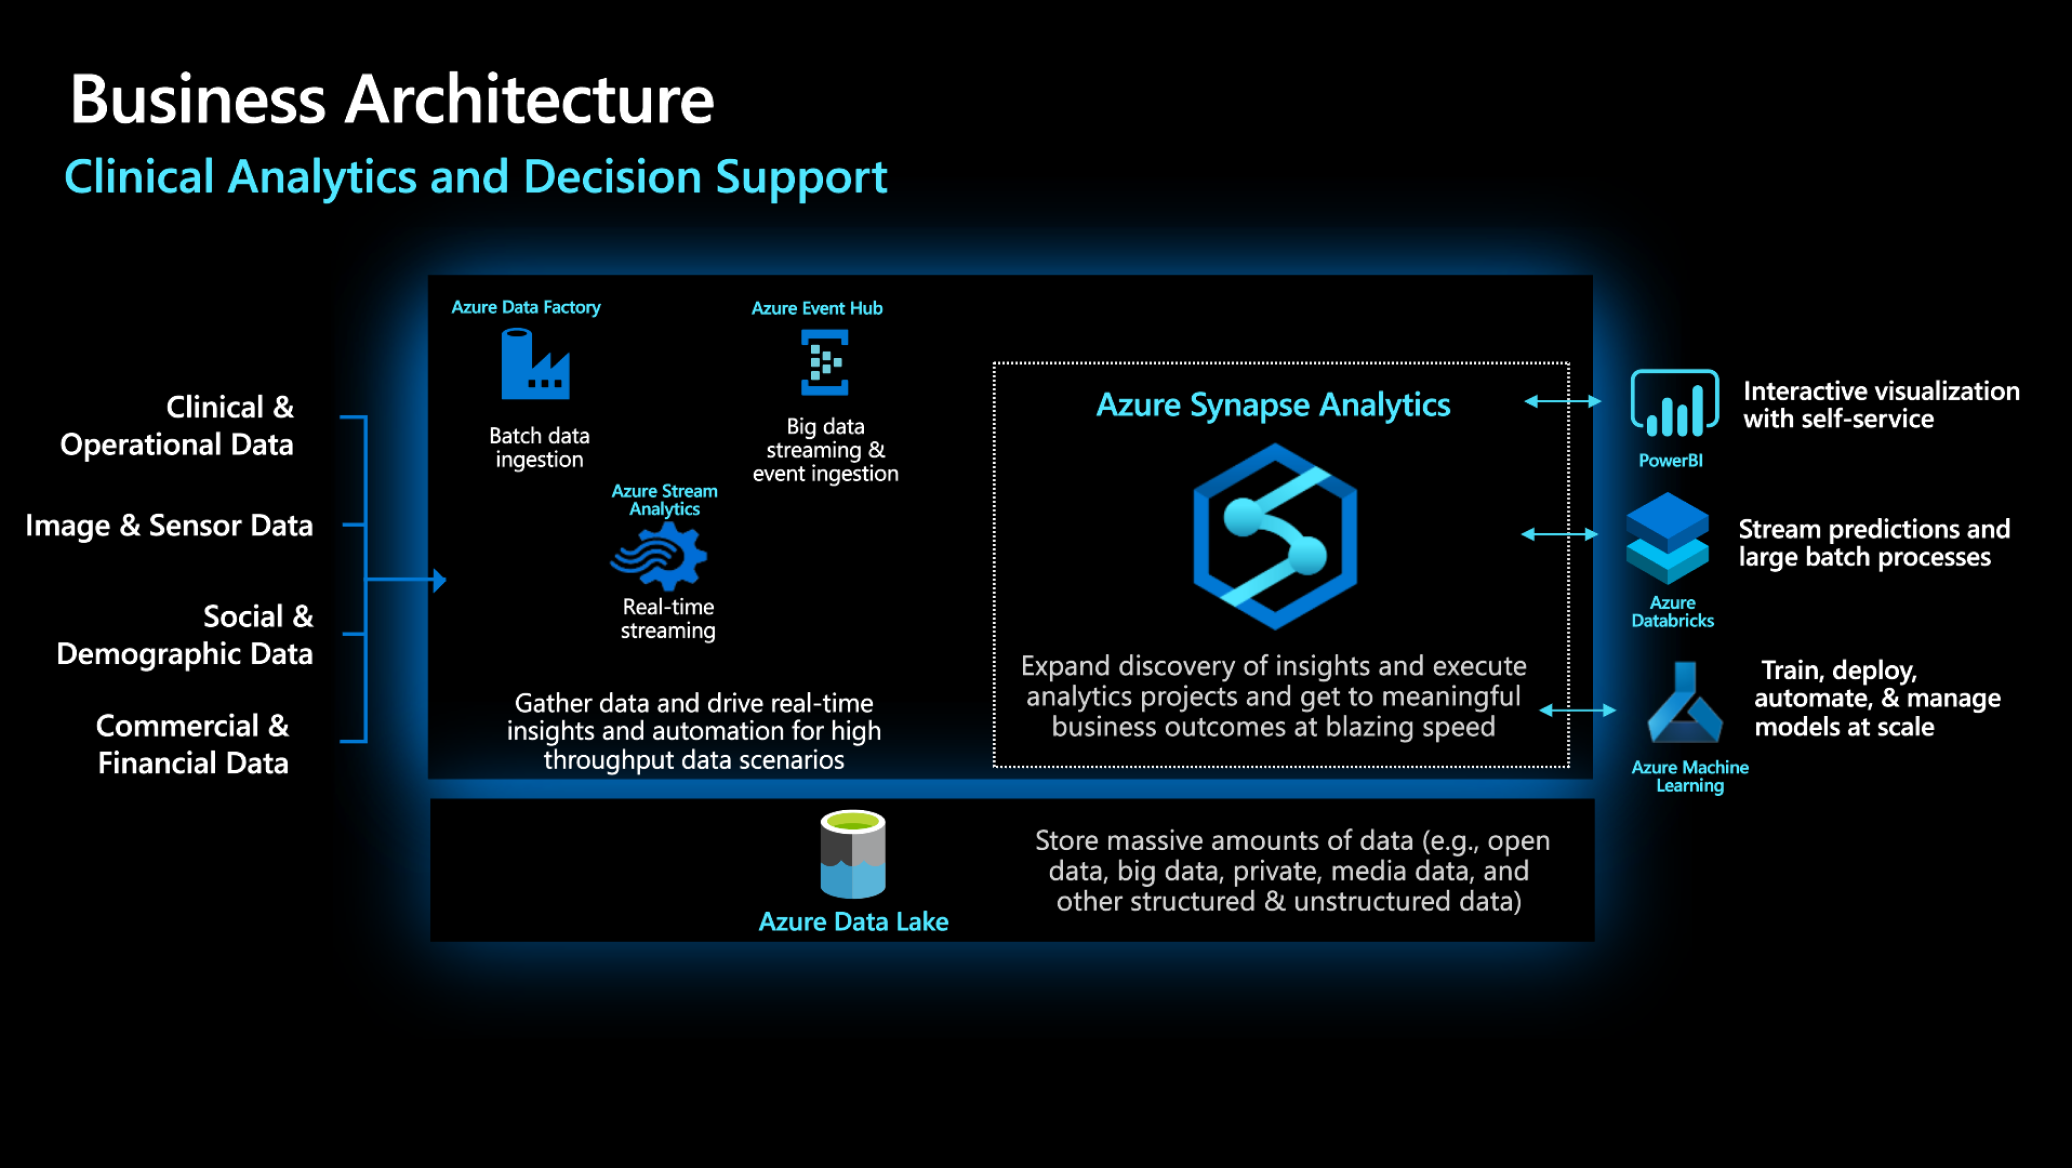 Business Architecture
Clinical Analytics and Decision Support
Clinical &
Operational Data
Image & Sensor Data
Social &
Demographic Data
Commercial &
Financial Data
Azure Data Factory
Batch data
ingestion
Azure Event Hub
Big data
streaming &
event ingestion
Azure Stream
Analytics
Real-time
streaming
Gather data and drive real-time
insights and automation for high
throughput data scenarios
Azure Synapse Analytics
Expand discovery of insights and execute
analytics projects and get to meaningful
business outcomes at blazing speed
PowerBI
Interactive visualization
with self-service
Azure
Databricks
Stream predictions and
large batch processes
Azure Machine
Learning
Train, deploy,
automate, & manage
models at scale
Azure Data Lake
Store massive amounts of data (e.g., open
data, big data, private, media data, and
other structured & unstructured data)